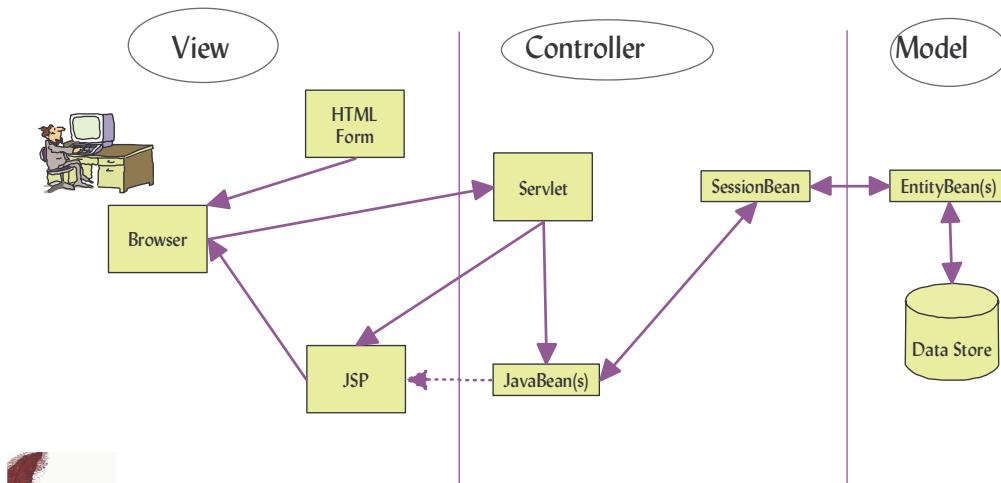 View
Controller
Model
HTML
Form
Servlet
SessionBean
EntityBean(s)
Browser
Data Store
JSP
JavaBean(s)